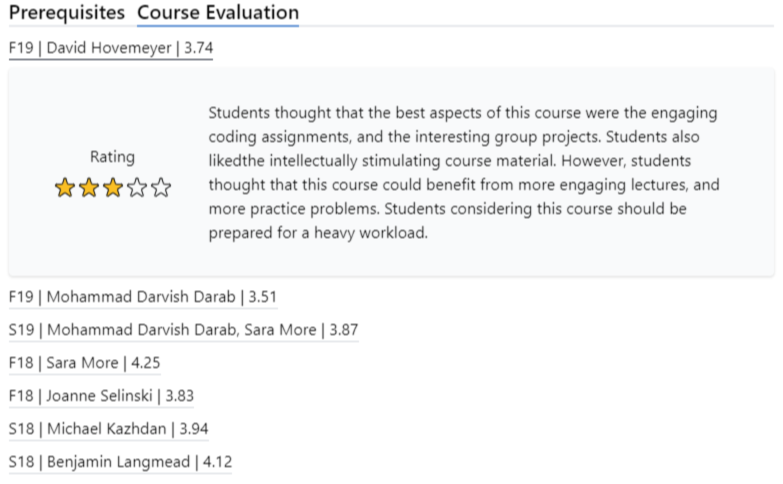 Prerequisites Course Evaluation
F19 | David Hovemeyer | 3.74
Rating
Students thought that the best aspects of this course were the engaging
coding assignments, and the interesting group projects. Students also
likedthe intellectually stimulating course material. However, students
thought that this course could benefit from more engaging lectures, and
more practice problems. Students considering this course should be
prepared for a heavy workload.
F19 | Mohammad Darvish Darab | 3.51
S19 | Mohammad Darvish Darab, Sara More | 3.87
F18 | Sara More | 4.25
F18 | Joanne Selinski | 3.83
S18 | Michael Kazhdan | 3.94
S18 | Benjamin Langmead | 4.12